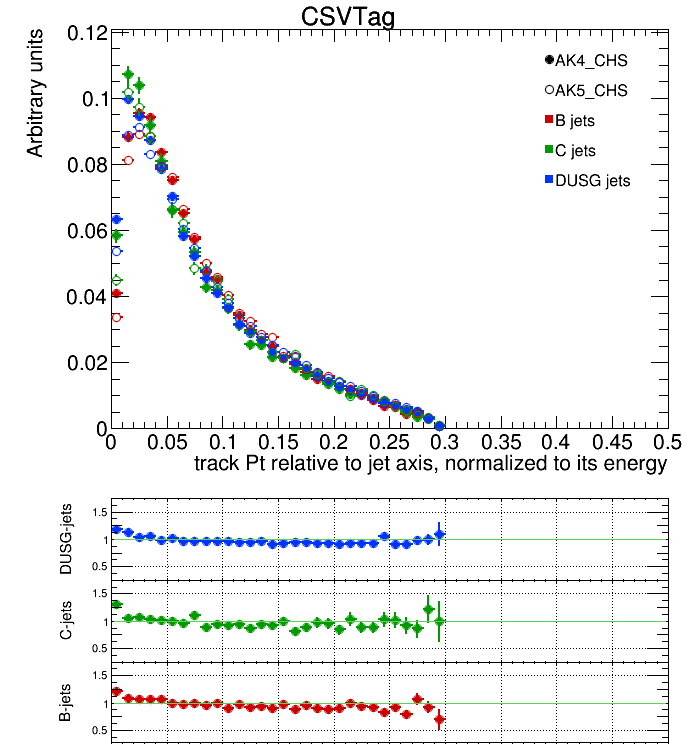 CSVTag
Arbitrary units
0.12
0.1
0.08
0.06
0.04
0.02
0
AK4_CHS
AK5_CHS
B jets
C jets
DUSG jets
0 0.05 0.1 0.15 0.2 0.25 0.3 0.35 0.4 0.45 0.5
track Pt relative to jet axis, normalized to its energy
DUSG-jets
1.5
1
0.5
C-jets
1.5
1
0.5
B-jets
1.5
1
0.5